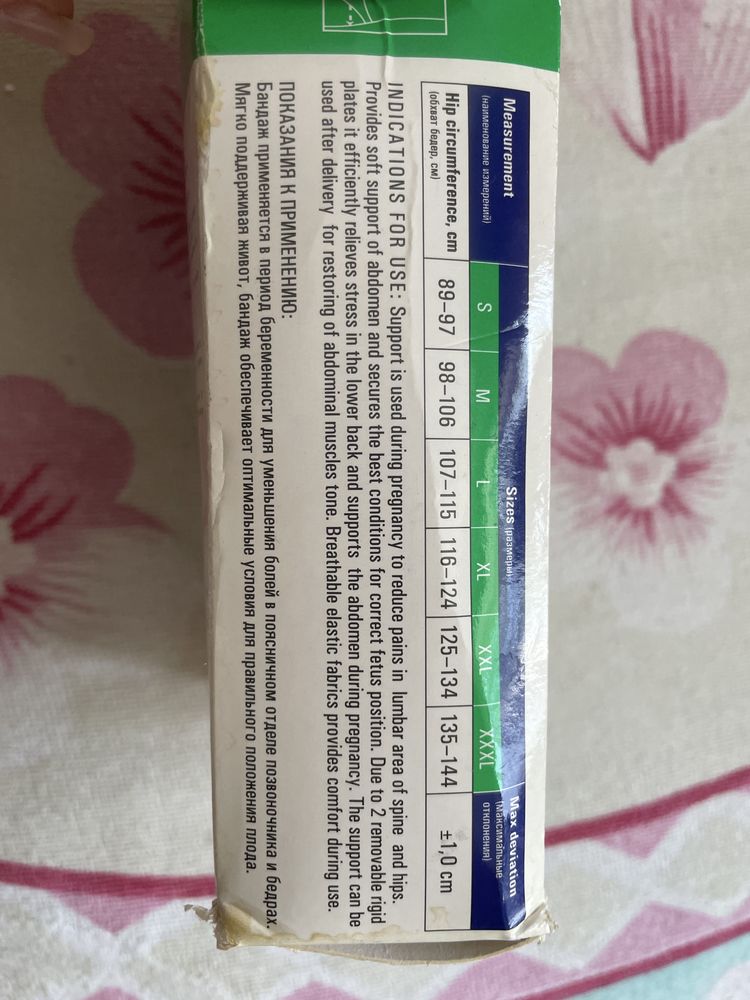 Measurement
(наименование измерений)
Sizes (размеры)
Max deviation
(максимальные
отклонения)
S M L XL XXL XXXL
Hip circumference, cm
(обхват бедер, см)
89–97 98–106 107–115 116–124 125–134 135–144 ±1,0 cm
INDICATIONS FOR USE: Support is used during pregnancy to reduce pains in lumbar area of spine and hips.
Provides soft support of abdomen and secures the best conditions for correct fetus position. Due to 2 removable rigid
plates it efficiently relieves stress in the lower back and supports the abdomen during pregnancy. The support can be
used after delivery for restoring of abdominal muscles tone. Breathable elastic fabrics provides comfort during use.
ПОКАЗАНИЯ К ПРИМЕНЕНИЮ:
Бандаж применяется в период беременности для уменьшения болей в поясничном отделе позвоночника и бедрах.
Мягко поддерживая живот, бандаж обеспечивает оптимальные условия для правильного положения плода.